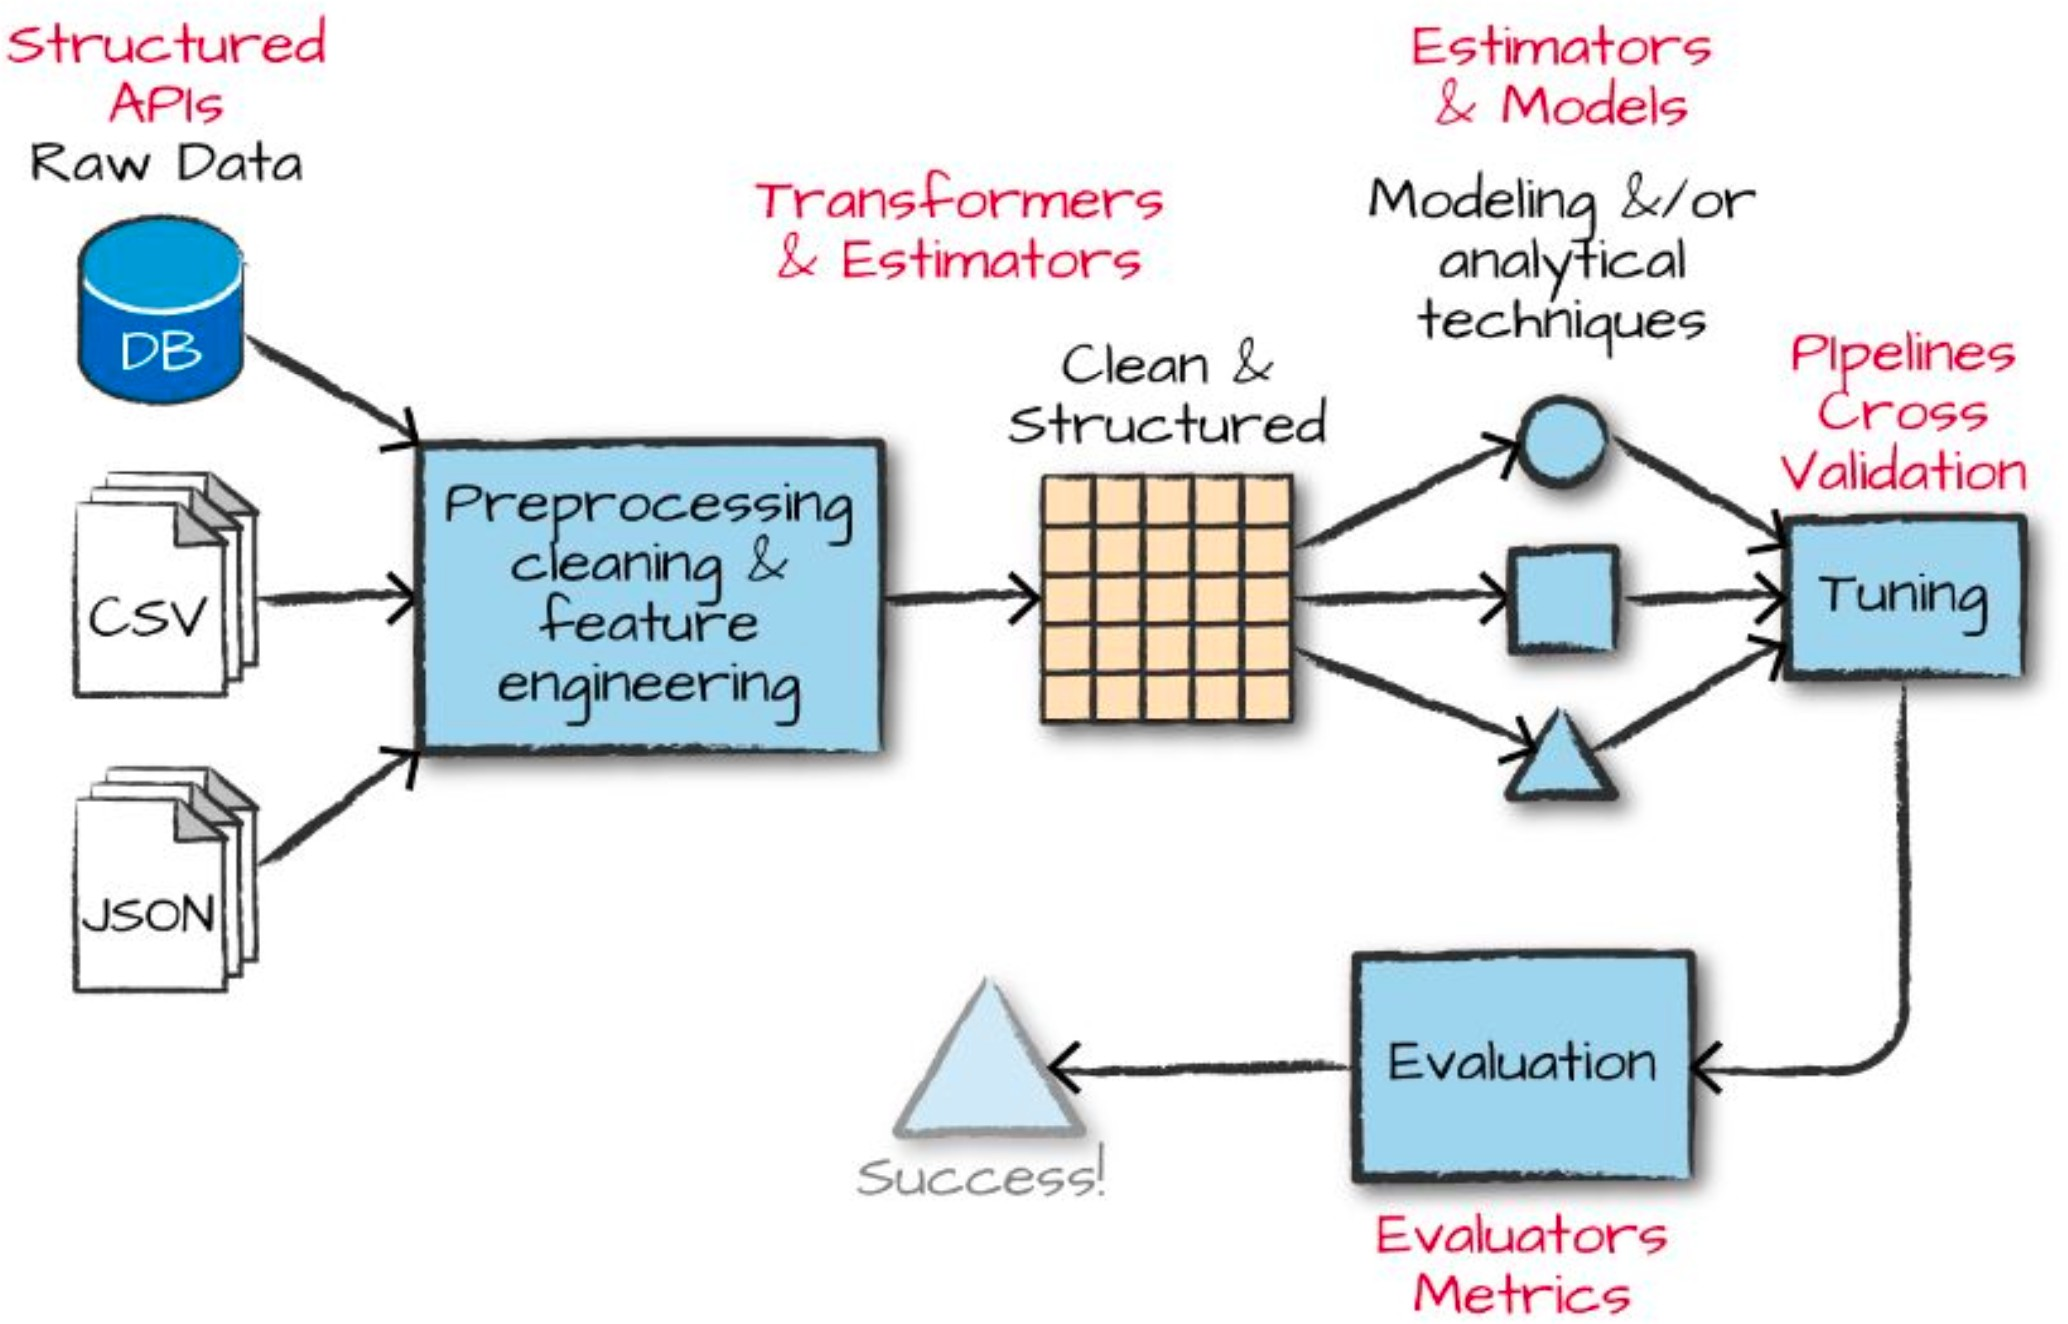 Structured
APIs
Raw Data
DB
CSV
JSON
Preprocessing
cleaning &
feature
engineering
Transformers
& Estimators
Clean &
Structured
Estimators
& Models
Modeling &/or
analytical
techniques
PIpelines
Cross
Validation
Tuning
Evaluation
Evaluators
Metrics
Success!